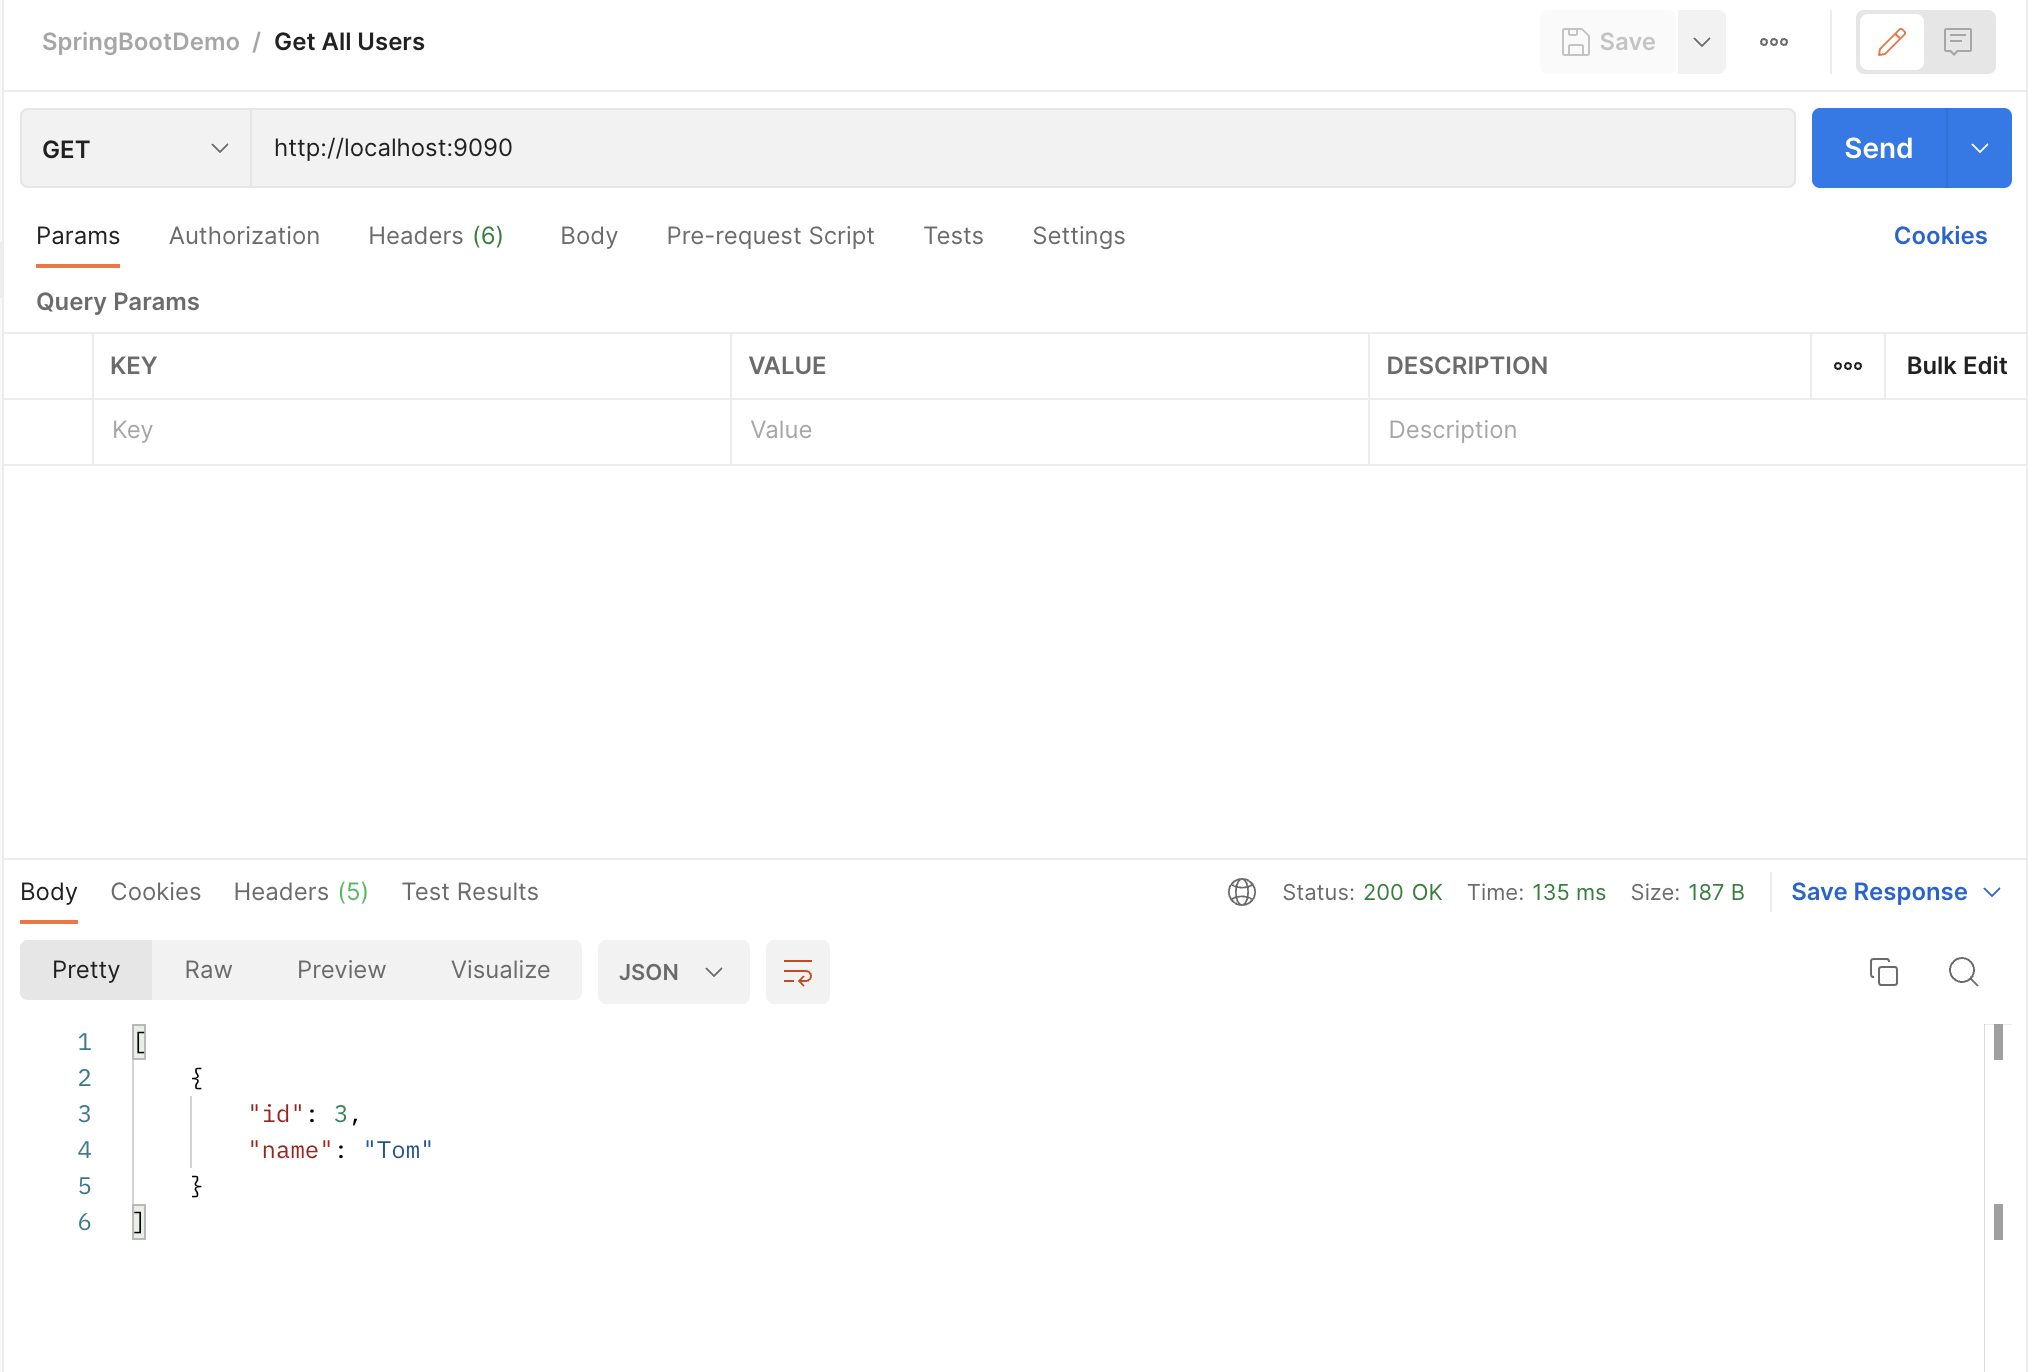 SpringBootDemo / Get All Users
Save
GET
http://localhost:9090
Send
Params Authorization Headers (6) Body Pre-request Script Tests Settings Cookies
Query Params
KEY VALUE DESCRIPTION Bulk Edit
Key Value Description
Body Cookies Headers (5) Test Results Status: 200 OK Time: 135 ms Size: 187 B Save Response
Pretty Raw Preview Visualize JSON
1 [
2 {
3 "id": 3,
4 "name": "Tom"
5 }
6 ]